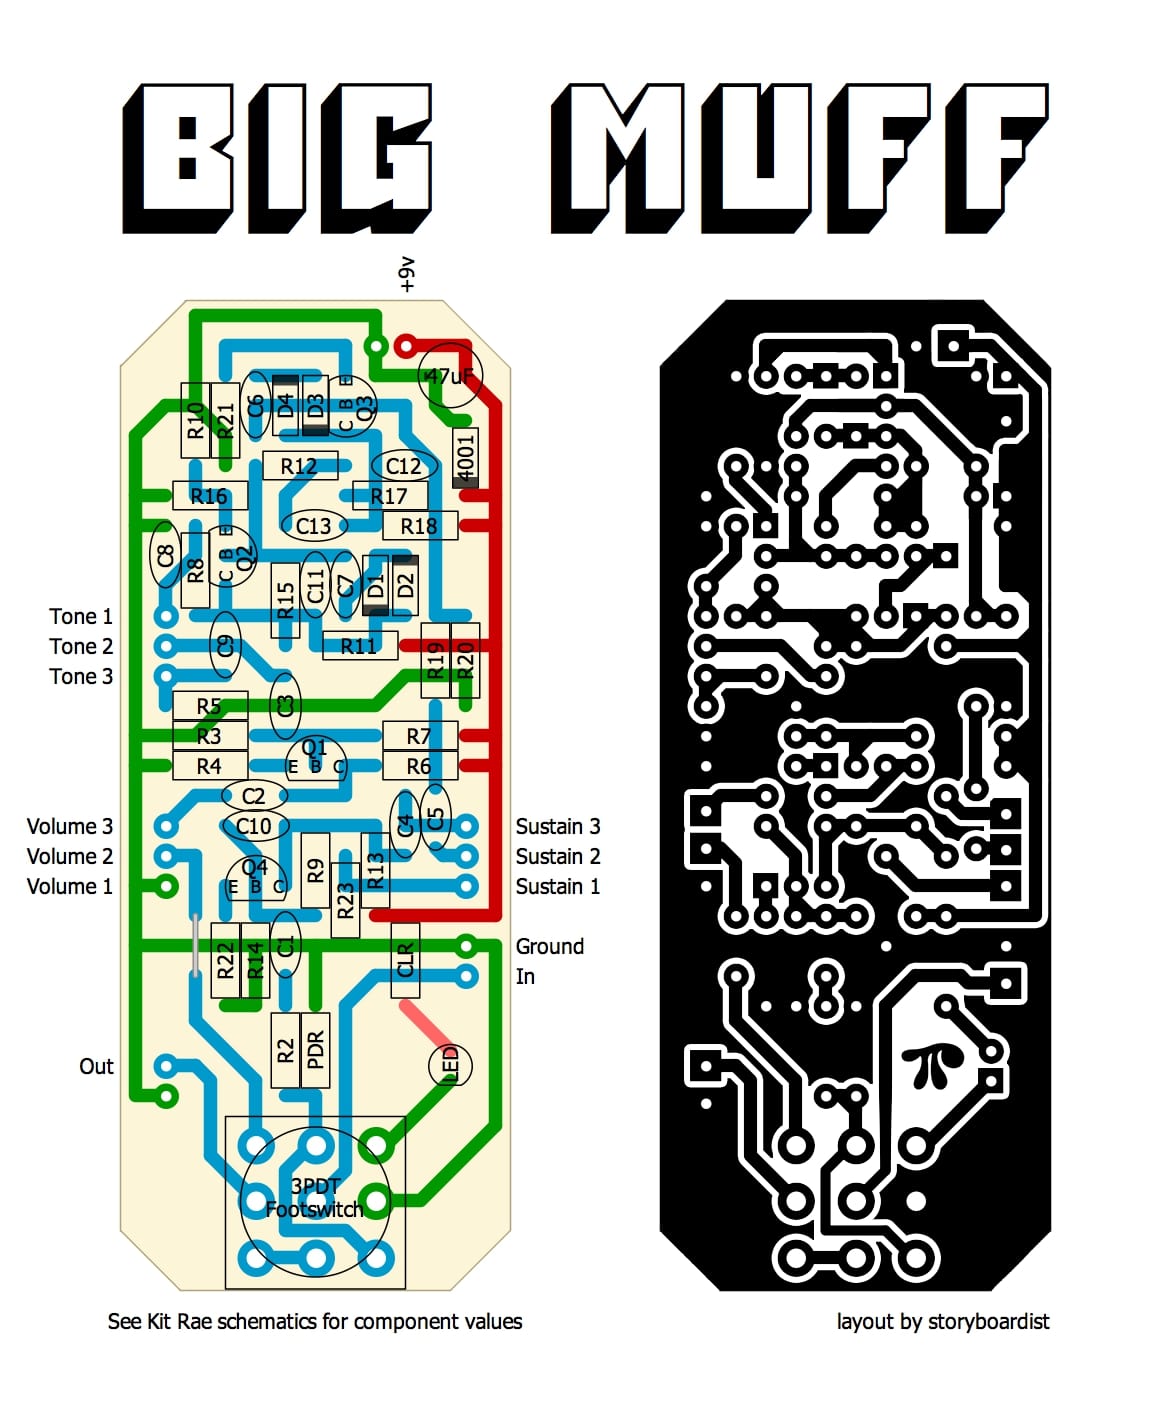 BIG MUFF
+9v
47uF
R10 R21 C6 D4 D3 E B C Q3
4001
R12 C12
R16 R17
C13 R18
C8 R8 E B C Q2
R15 C11 C7 D1 D2
Tone 1
Tone 2 C9 R11 R19 R20
Tone 3
R5 C3
R3 Q1 R7
R4 E B C R6
C2
Volume 3 C10 C4 C5 Sustain 3
Volume 2 Sustain 2
Q4 R9 R13
Volume 1 E B C R23 Sustain 1
R22 R14 C1 CLR Ground
In
R2 PDR
Out LED
3PDT
Footswitch
See Kit Rae schematics for component values
layout by storyboardist